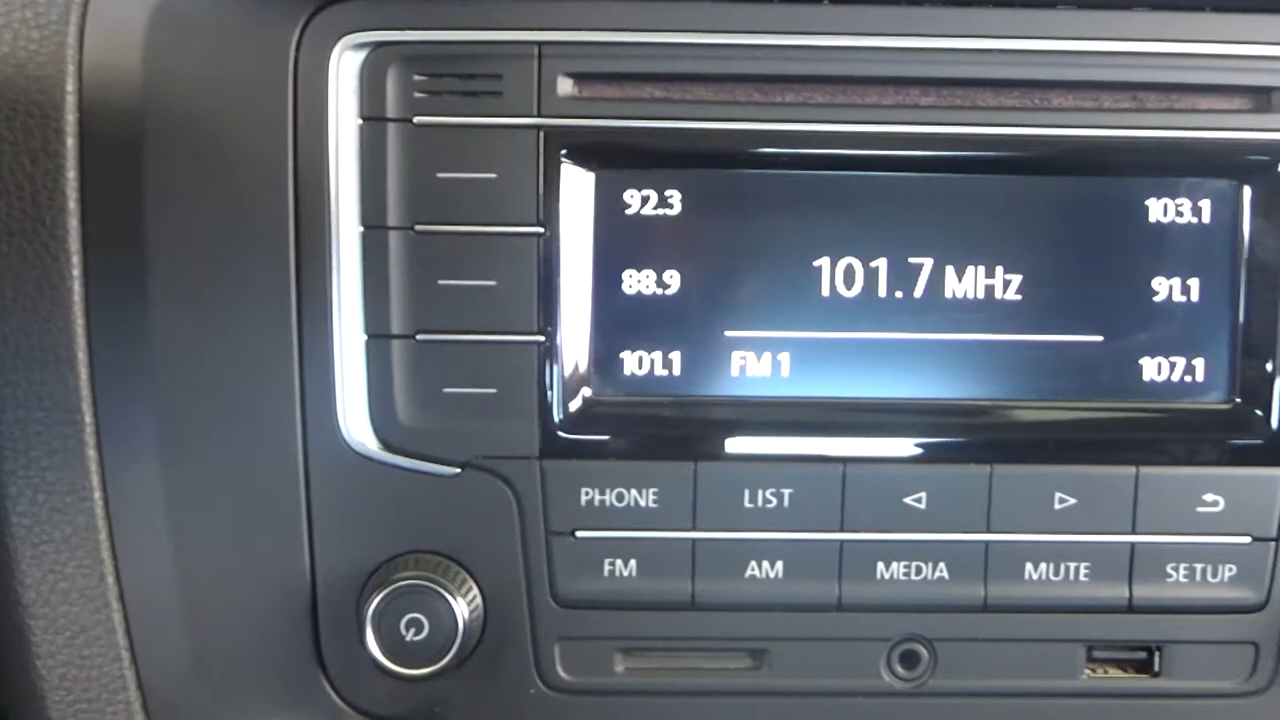 92.3
103.1
101.7 MHz
88.9
91.1
101.1
FM 1
107.1
PHONE LIST
FM AM MEDIA MUTE SETUP